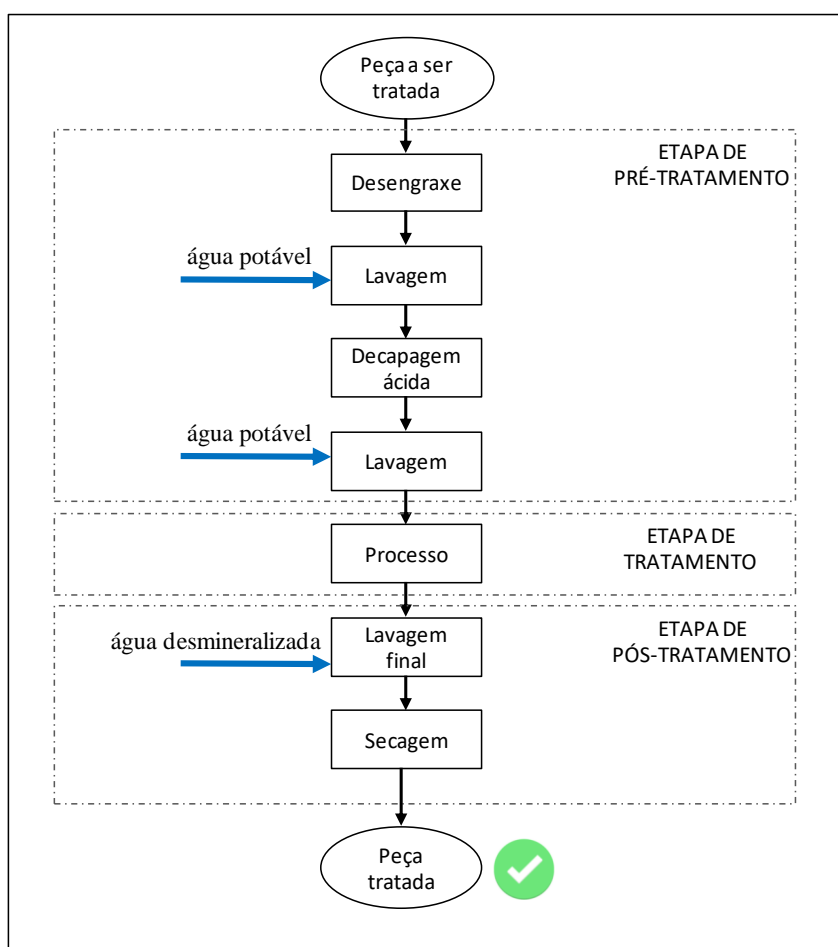 Peça a ser
tratada
ETAPA DE
PRÉ-TRATAMENTO
Desengraxe
água potável
Lavagem
Decapagem
ácida
água potável
Lavagem
ETAPA DE
TRATAMENTO
Processo
ETAPA DE
PÓS-TRATAMENTO
água desmineralizada
Lavagem
final
Secagem
Peça
tratada